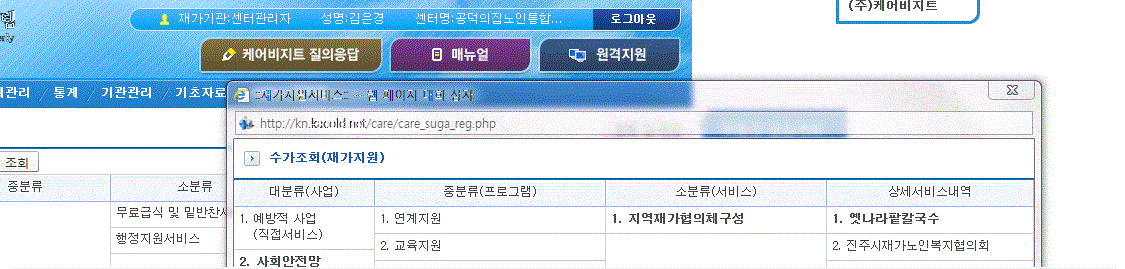 (주)케어비지트
재가기관:센터관리자 성명:김은경 센터명:공덕의집노인통합... 로그아웃
케어비지트 질의응답 매뉴얼 원격지원
통계 기관관리 기초자료
::재가지원서비스:: -- 웹 페이지 대화 상자
http://kn.kacold.net/care/care_suga_reg.php
조회
수가조회(재가지원)
중분류 소분류
대분류(사업) 중분류(프로그램) 소분류(서비스) 상세서비스내역
무료급식 및 밑반찬
1. 예방적 사업 1. 연계지원 1. 지역재가협의체구성 1. 옛나라팥칼국수
(직접서비스)
행정지원서비스
2. 교육지원 2. 진주시재가노인복지협의회
2. 사회안전망